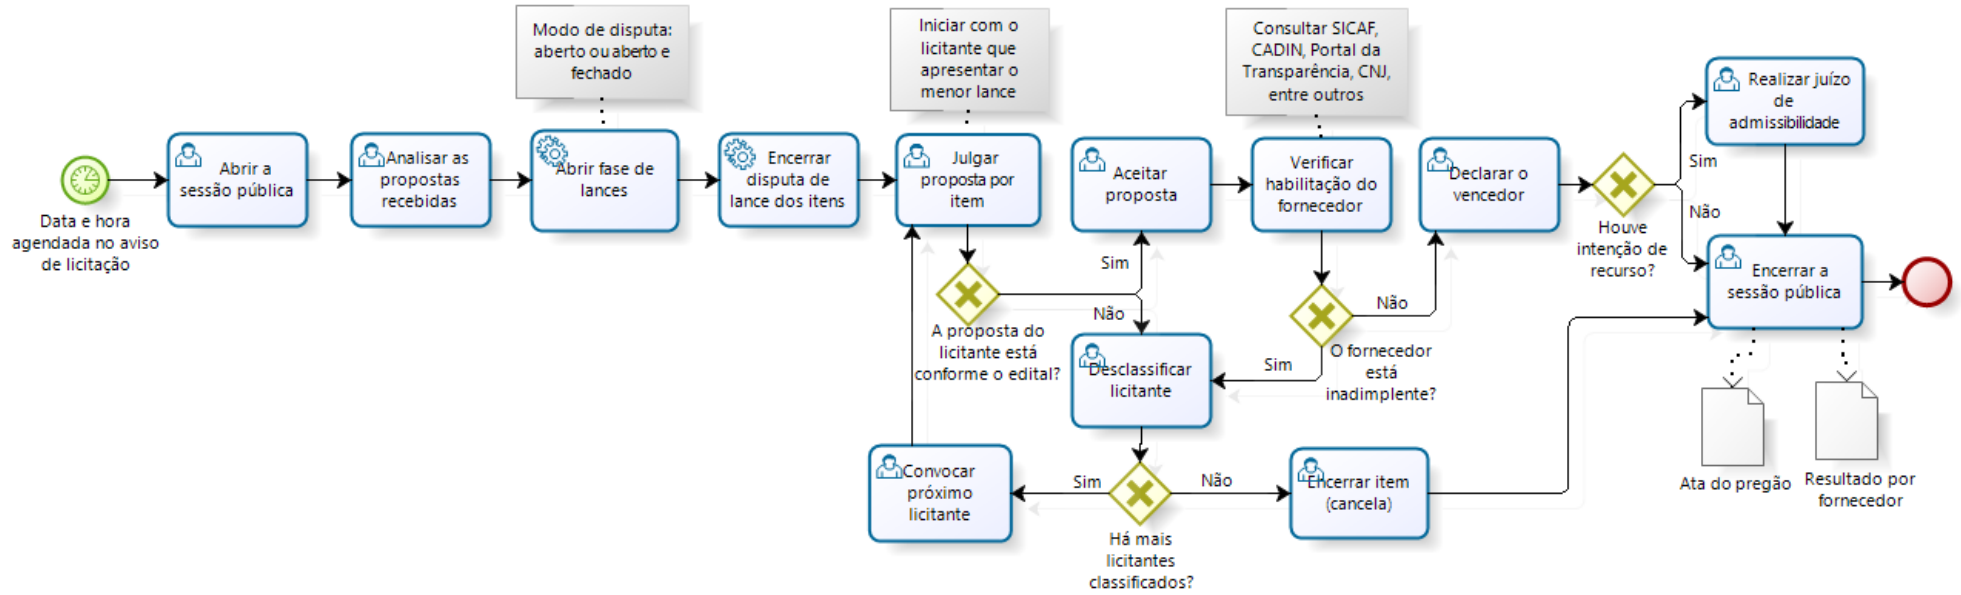 Modo de disputa:
aberto ou aberto e
fechado
Iniciar com o
licitante que
apresentar o
menor lance
Consultar SICAF,
CADIN, Portal da
Transparência, CNJ,
entre outros
Data e hora
agendada no aviso
de licitação
Abrir a
sessão pública
Analisar as
propostas
recebidas
Abrir fase de
lances
Encerrar
disputa de
lance dos itens
Julgar
proposta por
item
A proposta do
licitante está
conforme o edital?
Sim
Não
Aceitar
proposta
Verificar
habilitação do
fornecedor
O fornecedor
está
inadimplente?
Não
Sim
Declarar o
vencedor
Houve
intenção de
recurso?
Sim
Não
Realizar juízo
de
admissibilidade
Encerrar a
sessão pública
Desclassificar
licitante
Há mais
licitantes
classificados?
Sim
Não
Convocar
próximo
licitante
Encerrar item
(cancela)
Ata do pregão
Resultado por
fornecedor